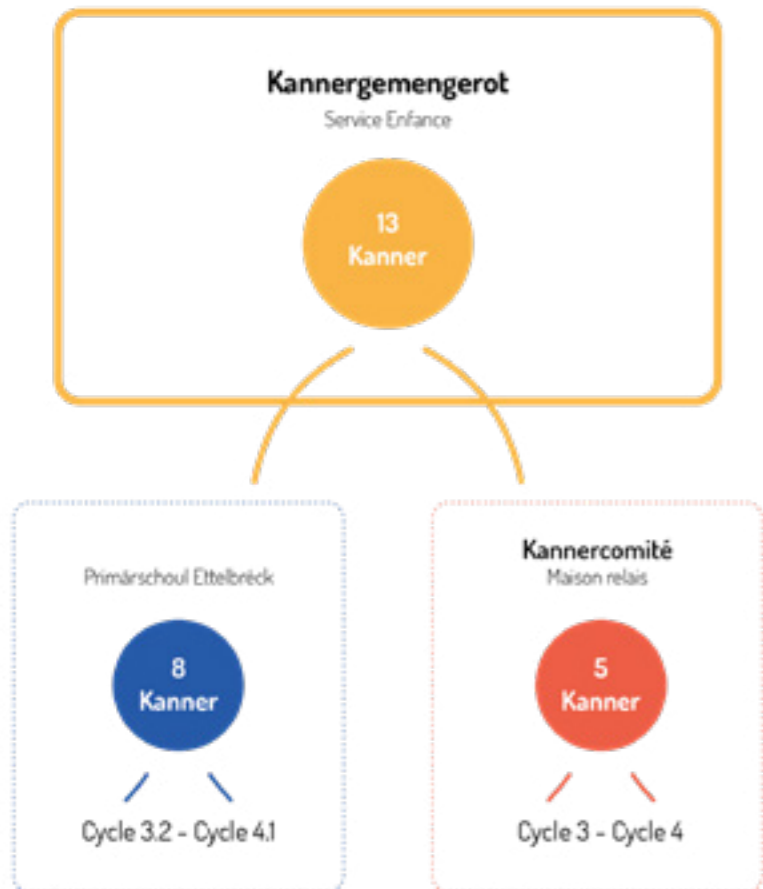 Kannergemengerot
Service Enfance
13
Kanner
Primärschoul Ettelbréck
8
Kanner
Cycle 3.2 - Cycle 4.1
Kannercomité
Maison relais
5
Kanner
Cycle 3 - Cycle 4